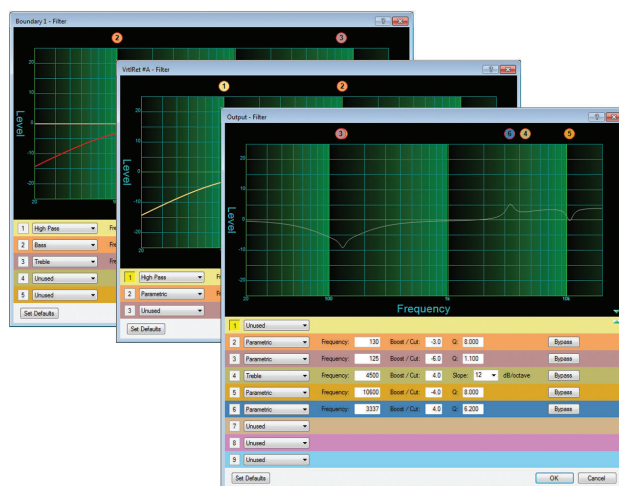 Boundary 1 - Filter
2
3
20
10
0
-10
-20
Level
20
1 High Pass
2 Bass
3 Treble
4 Unused
5 Unused
Set Defaults
VrtlRet #A - Filter
1
2
20
10
0
-10
-20
Level
20
1 High Pass
2 Parametric
3 Unused
Set Defaults
Output - Filter
3
6
4
5
20
10
0
-10
-20
Level
20
100
1k
10k
Frequency
1 Unused
2 Parametric Frequency: 130 Boost / Cut: -3.0 Q: 8.000 Bypass
3 Parametric Frequency: 125 Boost / Cut: -6.0 Q: 1.100 Bypass
4 Treble Frequency: 4500 Boost / Cut: 4.0 Slope: 12 dB/octave Bypass
5 Parametric Frequency: 10600 Boost / Cut: -4.0 Q: 8.000 Bypass
6 Parametric Frequency: 3337 Boost / Cut: 4.0 Q: 6.200 Bypass
7 Unused
8 Unused
9 Unused
Set Defaults
OK
Cancel